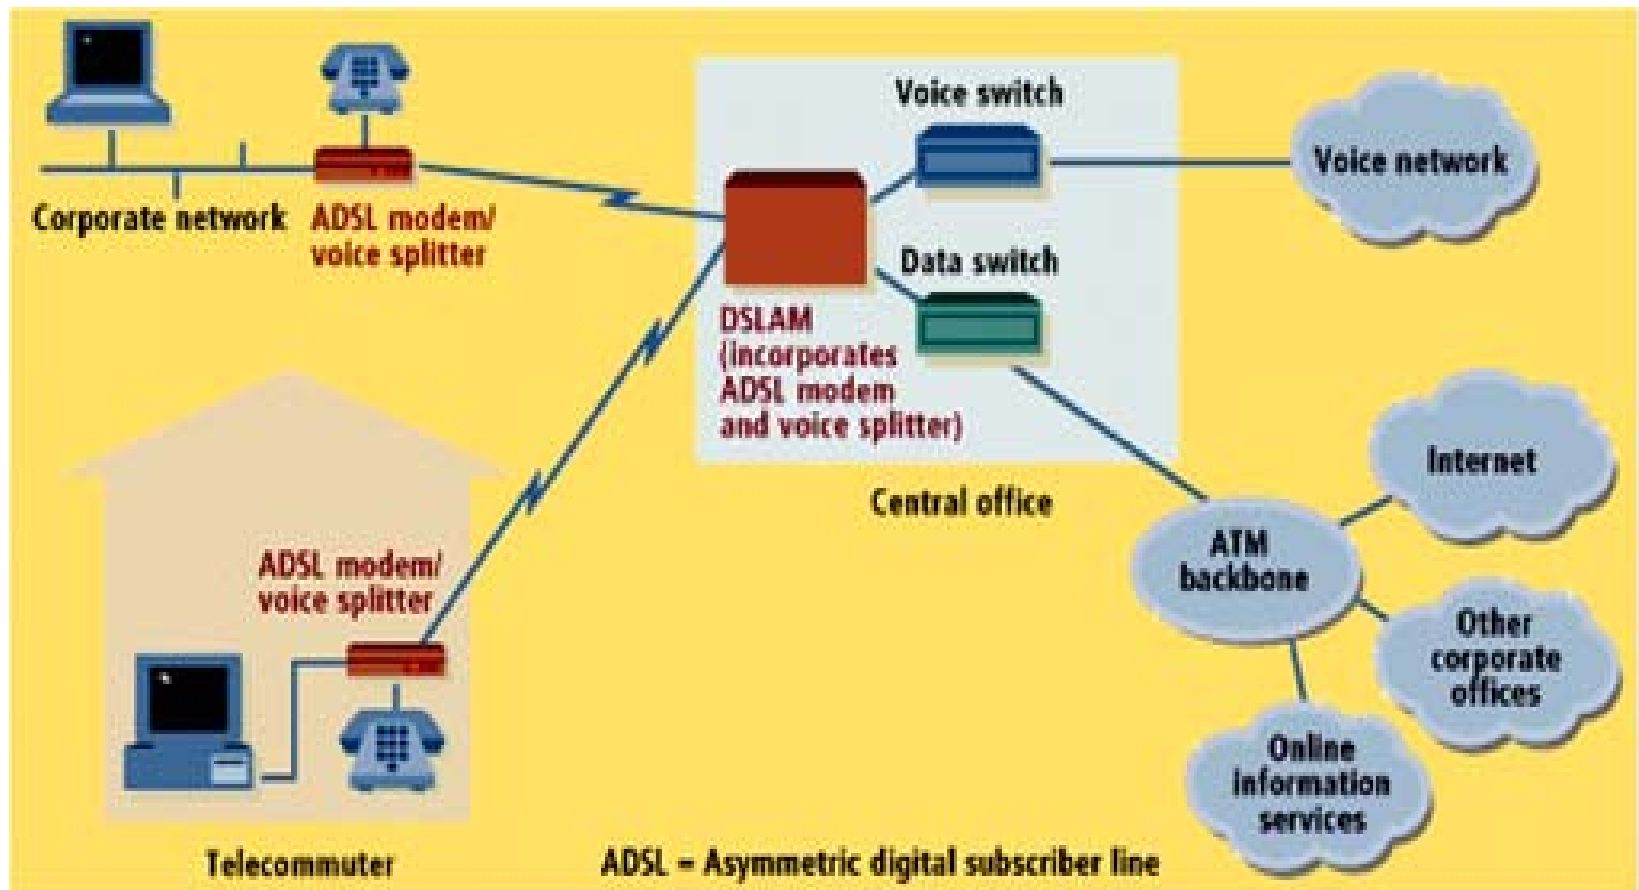 Voice switch
Voice network
Corporate network
ADSL modem/
voice splitter
Data switch
DSLAM
(incorporates
ADSL modem
and voice splitter)
Central office
Internet
ATM
backbone
Other
corporate
offices
ADSL modem/
voice splitter
Online
information
services
Telecommuter
ADSL = Asymmetric digital subscriber line